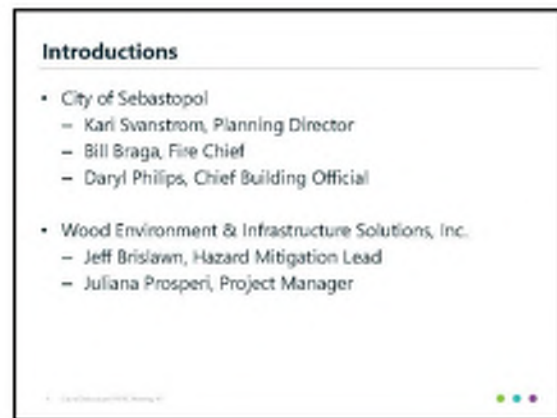 Introductions
• City of Sebastopol
– Kari Svanstrom, Planning Director
– Bill Braga, Fire Chief
– Daryl Philips, Chief Building Official
• Wood Environment & Infrastructure Solutions, Inc.
– Jeff Brislawn, Hazard Mitigation Lead
– Juliana Prosperi, Project Manager